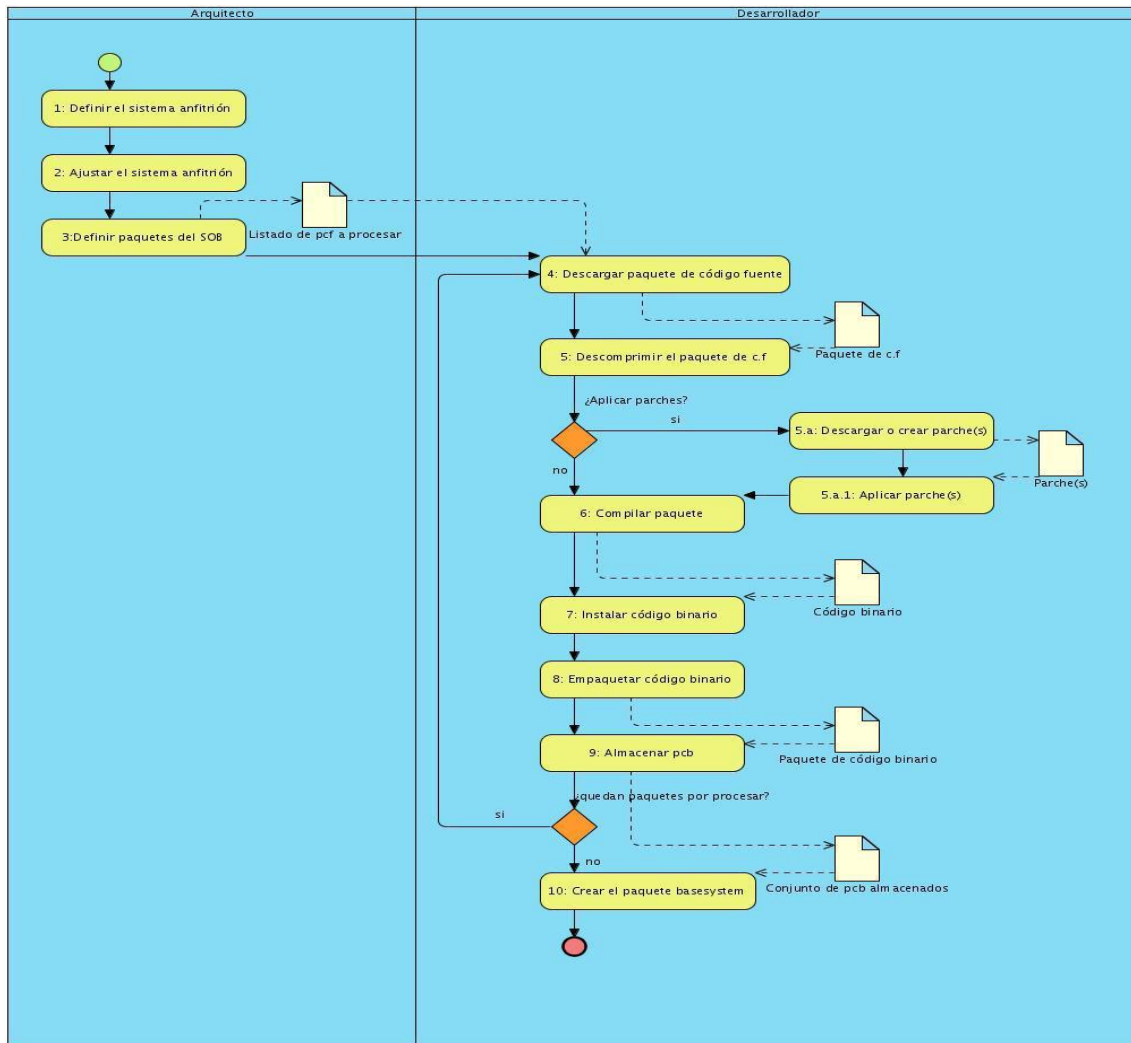 Arquitecto
Desarrollador
1: Definir el sistema anfitrión
2: Ajustar el sistema anfitrión
3:Definir paquetes del SOB
Listado de pcf a procesar
4: Descargar paquete de código fuente
Paquete de c.f
5: Descomprimir el paquete de c.f
¿Aplicar parches?
si
5.a: Descargar o crear parche(s)
no
Parche(s)
5.a.1: Aplicar parche(s)
6: Compilar paquete
Código binario
7: Instalar código binario
8: Empaquetar código binario
9: Almacenar pcb
Paquete de código binario
¿quedan paquetes por procesar?
si
no
10: Crear el paquete basesystem
Conjunto de pcb almacenados